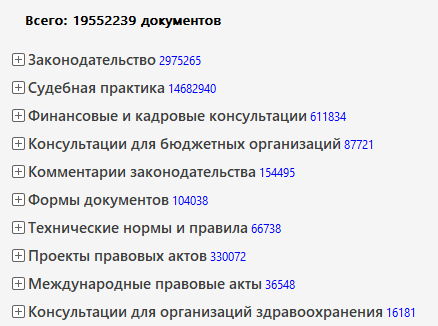 Всего: 19552239 документов
Законодательство 2975265
Судебная практика 14682940
Финансовые и кадровые консультации 611834
Консультации для бюджетных организаций 87721
Комментарии законодательства 154495
Формы документов 104038
Технические нормы и правила 66738
Проекты правовых актов 330072
Международные правовые акты 36548
Консультации для организаций здравоохранения 16181